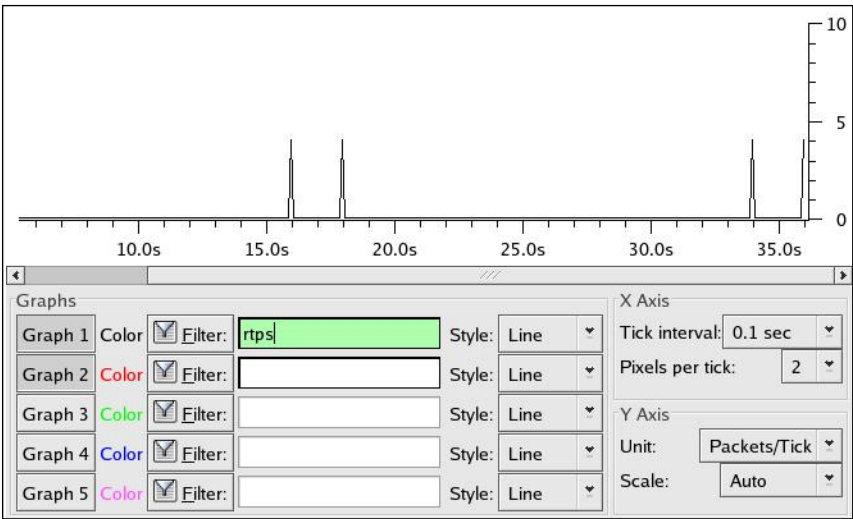 10
5
0
10.0s 15.0s 20.0s 25.0s 30.0s 35.0s
Graphs
Graph 1 Color Filter: rtps Style: Line
Graph 2 Color Filter: Style: Line
Graph 3 Color Filter: Style: Line
Graph 4 Color Filter: Style: Line
Graph 5 Color Filter: Style: Line
X Axis
Tick interval: 0.1 sec
Pixels per tick: 2
Y Axis
Unit: Packets/Tick
Scale: Auto